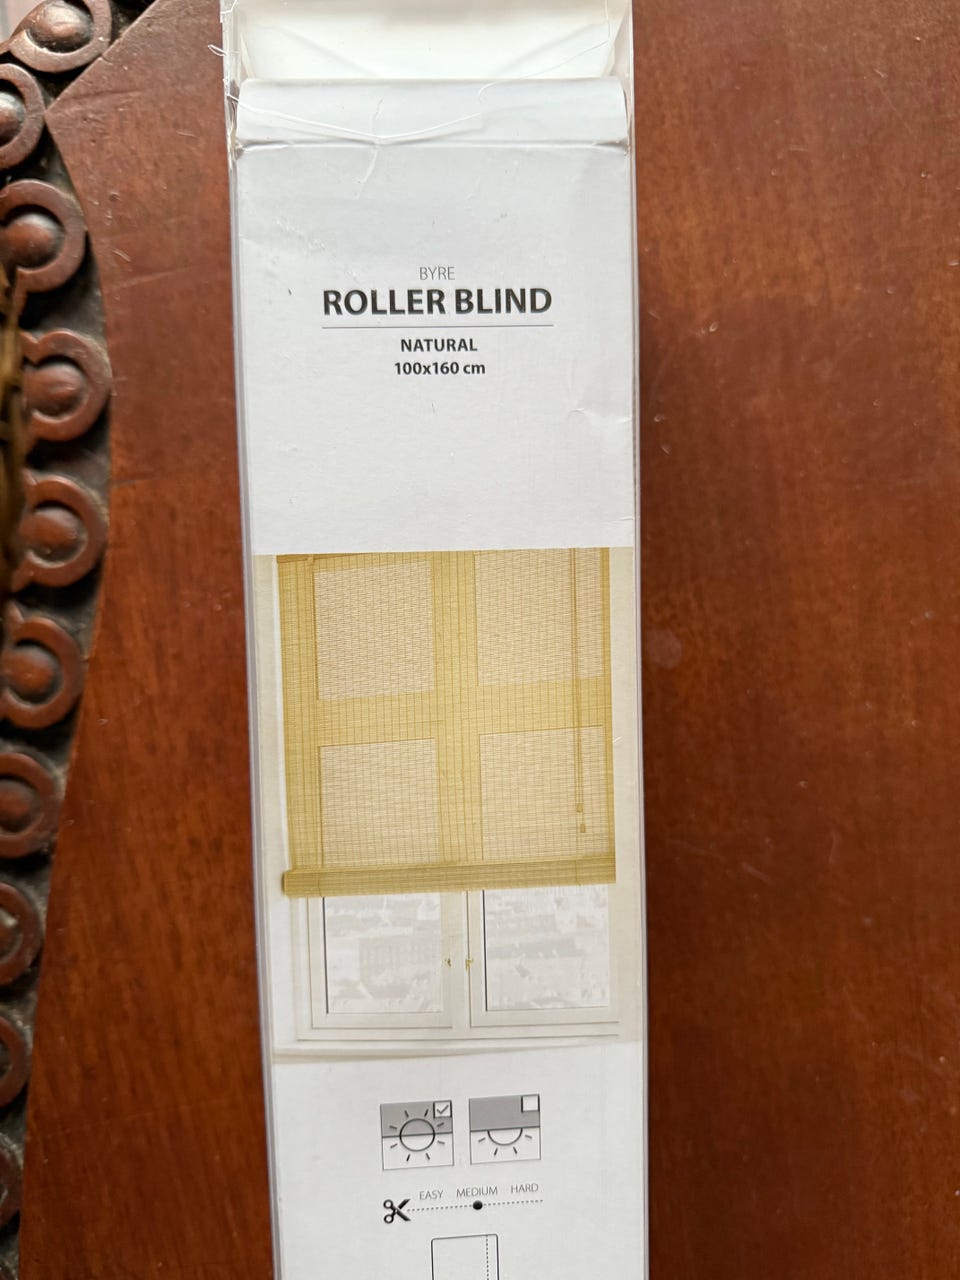 BYRE
ROLLER BLIND
NATURAL
100x160 cm
EASY MEDIUM HARD